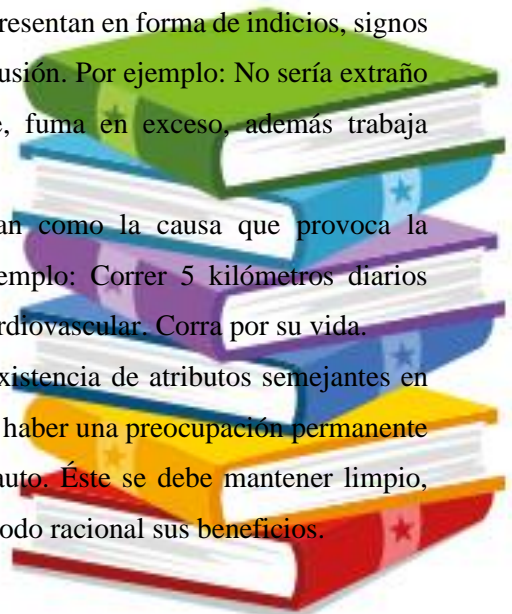 resentan en forma de indicios, signos
usión. Por ejemplo: No sería extraño
e, fuma en exceso, además trabaja
an como la causa que provoca la
emplo: Correr 5 kilómetros diarios
rdiovascular. Corra por su vida.
xistencia de atributos semejantes en
haber una preocupación permanente
auto. Éste se debe mantener limpio,
odo racional sus beneficios.